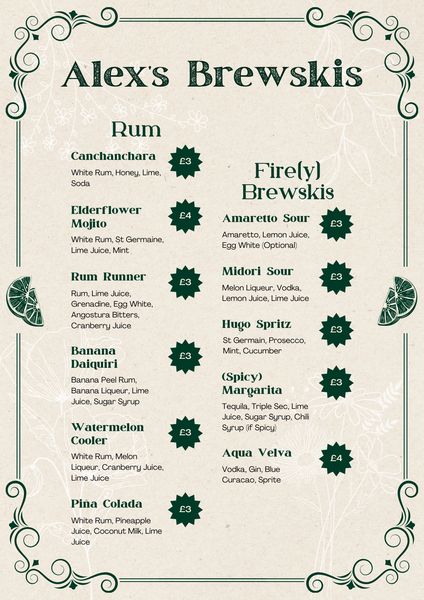 Alex's Brewskis
Rum
Canchanchara
£3
White Rum, Honey, Lime,
Soda
Elderflower
Mojito
£4
White Rum, St Germaine,
Lime Juice, Mint
Rum Runner
£3
Rum, Lime Juice,
Grenadine, Egg White,
Angostura Bitters,
Cranberry Juice
Banana
Daiquiri
£3
Banana Peel Rum,
Banana Liqueur, Lime
Juice, Sugar Syrup
Watermelon
Cooler
£3
White Rum, Melon
Liqueur, Cranberry Juice,
Lime Juice
Pina Colada
£3
White Rum, Pineapple
Juice, Coconut Milk, Lime
Juice
Fire(y)
Brewskis
Amaretto Sour
£3
Amaretto, Lemon Juice,
Egg White (Optional)
Midori Sour
£3
Melon Liqueur, Vodka,
Lemon Juice, Lime Juice
Hugo Spritz
£3
St Germain, Prosecco,
Mint, Cucumber
(Spicy)
Margarita
£3
Tequila, Triple Sec, Lime
Juice, Sugar Syrup, Chili
Syrup (if Spicy)
Aqua Velva
£4
Vodka, Gin, Blue
Curacao, Sprite